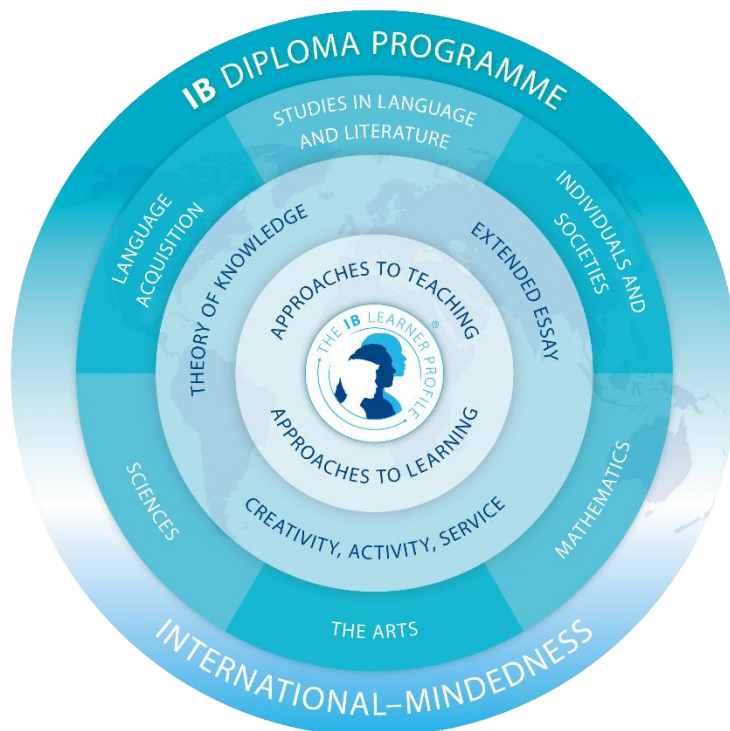 IB DIPLOMA PROGRAMME
STUDIES IN LANGUAGE
AND LITERATURE
LANGUAGE
ACQUISITION
INDIVIDUALS AND
SOCIETIES
THEORY OF KNOWLEDGE
EXTENDED ESSAY
APPROACHES TO TEACHING
THE IB LEARNER PROFILE ®
APPROACHES TO LEARNING
CREATIVITY, ACTIVITY, SERVICE
SCIENCES
MATHEMATICS
THE ARTS
INTERNATIONAL–MINDEDNESS